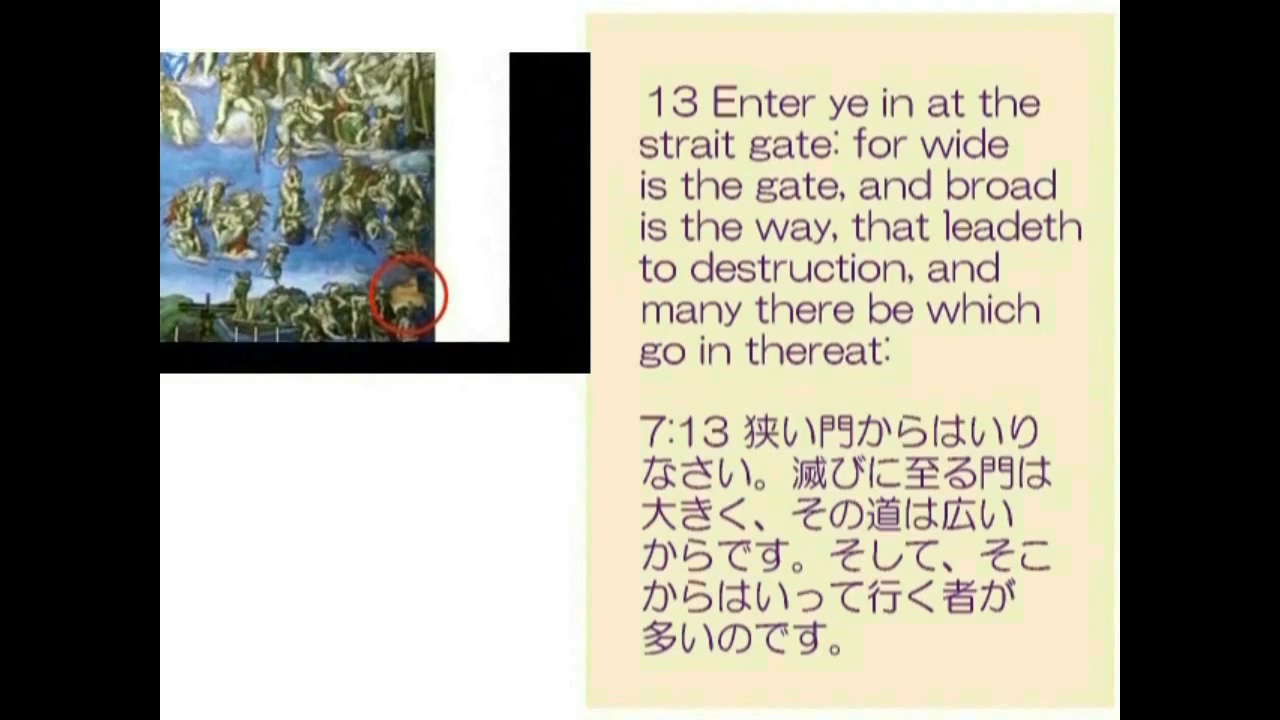 13 Enter ye in at the
strait gate: for wide
is the gate, and broad
is the way, that leadeth
to destruction, and
many there be which
go in thereat:
7:13 狭い門からはいり
なさい。滅びに至る門は
大きく、その道は広い
からです。そして、そこ
からはいって行く者が
多いのです。